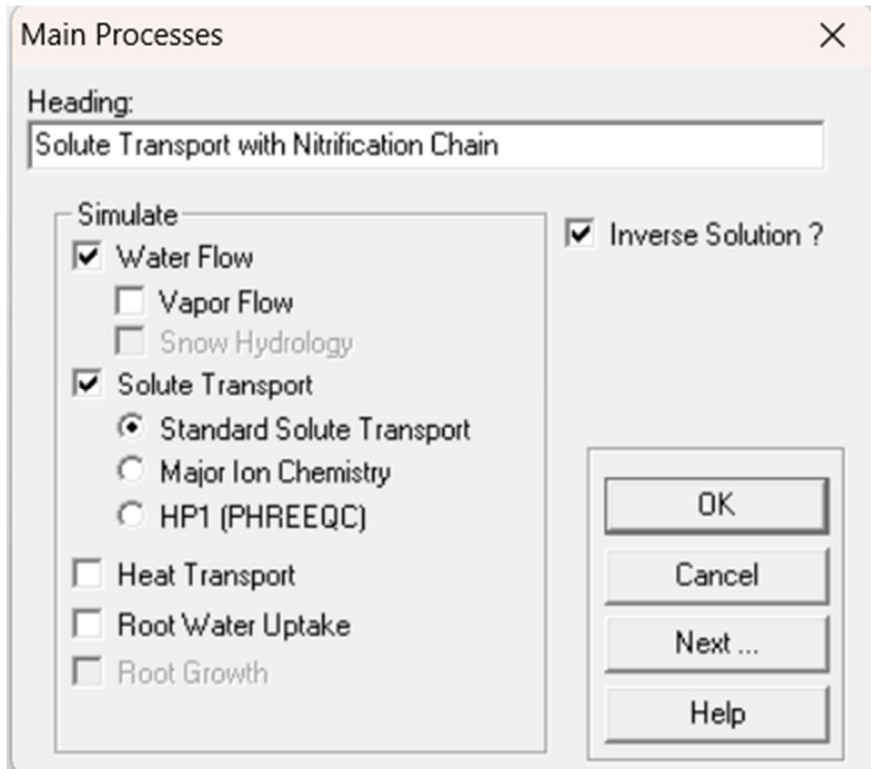 Main Processes
Heading:
Solute Transport with Nitrification Chain
Simulate
Water Flow
Vapor Flow
Snow Hydrology
Solute Transport
Standard Solute Transport
Major Ion Chemistry
HP1 (PHREEQC)
Heat Transport
Root Water Uptake
Root Growth
Inverse Solution ?
OK
Cancel
Next ...
Help